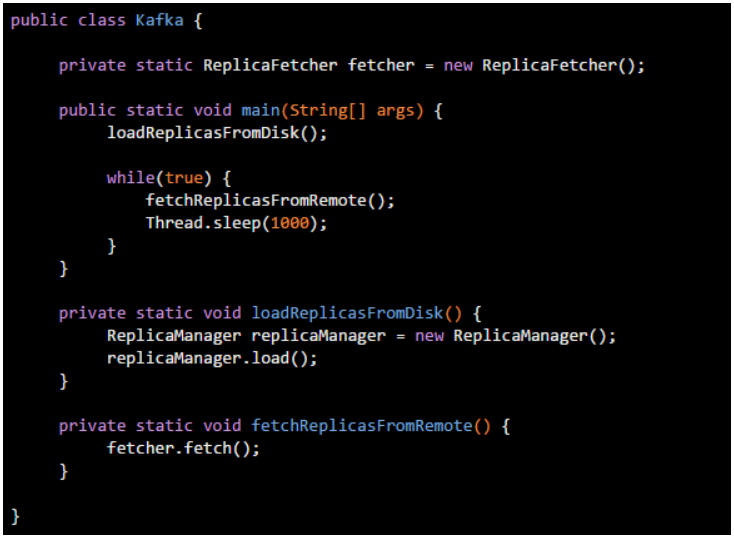 public class Kafka {
private static ReplicaFetcher fetcher = new ReplicaFetcher();
public static void main(String[] args) {
loadReplicasFromDisk();
while(true) {
fetchReplicasFromRemote();
Thread.sleep(1000);
}
}
private static void loadReplicasFromDisk() {
ReplicaManager replicaManager = new ReplicaManager();
replicaManager.load();
}
private static void fetchReplicasFromRemote() {
fetcher.fetch();
}
}